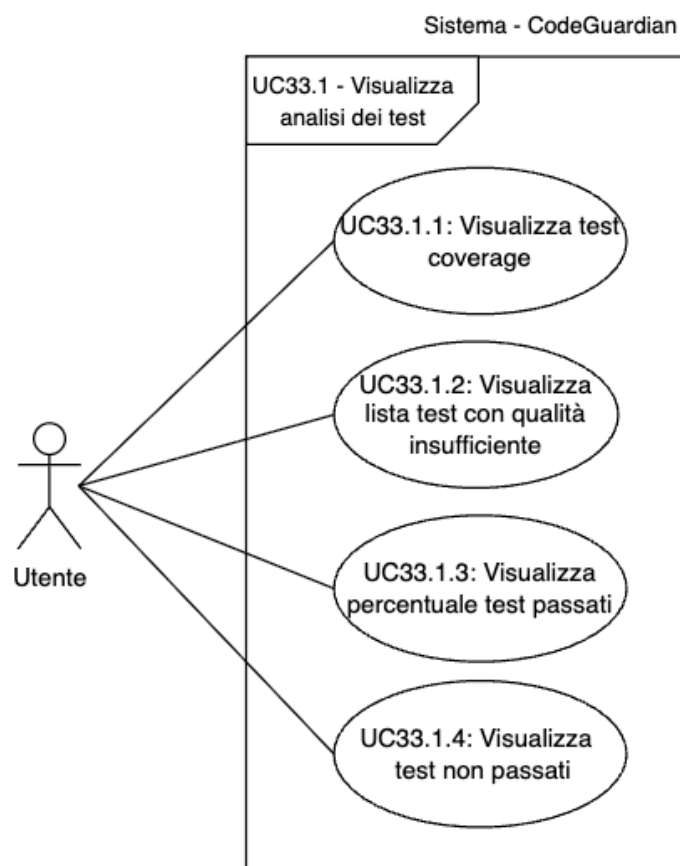 Sistema - CodeGuardian
UC33.1 - Visualizza
analisi dei test
UC33.1.1: Visualizza test
coverage
UC33.1.2: Visualizza
lista test con qualità
insufficiente
Utente
UC33.1.3: Visualizza
percentuale test passati
UC33.1.4: Visualizza
test non passati